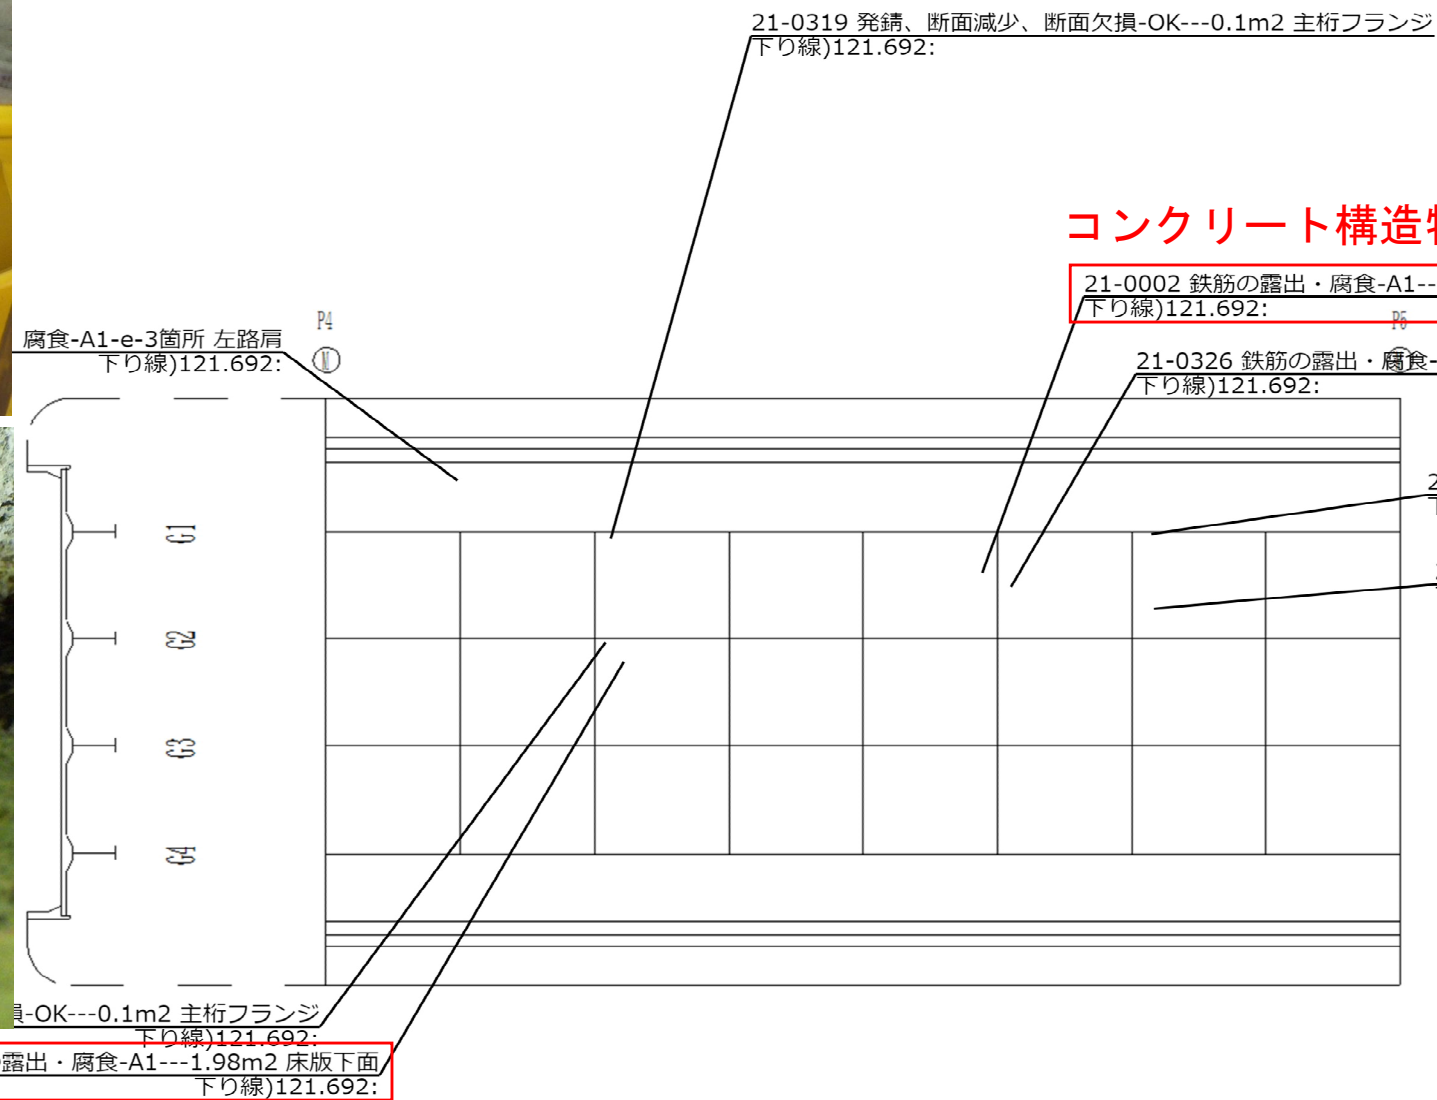 21-0319 発錆、断面減少、断面欠損-OK---0.1m2 主桁フランジ
下り線)121.692:
コンクリート構造物
21-0002 鉄筋の露出・腐食-A1--
下り線)121.692:
P4
腐食-A1-e-3箇所 左路肩
下り線)121.692:
N
21-0326 鉄筋の露出・腐食-
下り線)121.692:
2
G1
G2
G3
G4
損-OK---0.1m2 主桁フランジ
下り線)121.692:
露出・腐食-A1---1.98m2 床版下面
下り線)121.692: